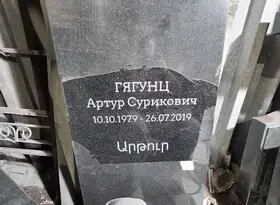 ГЯГУНЦ
Артур Сурикович
10.10.1979 - 26.07.2019
Արթուր